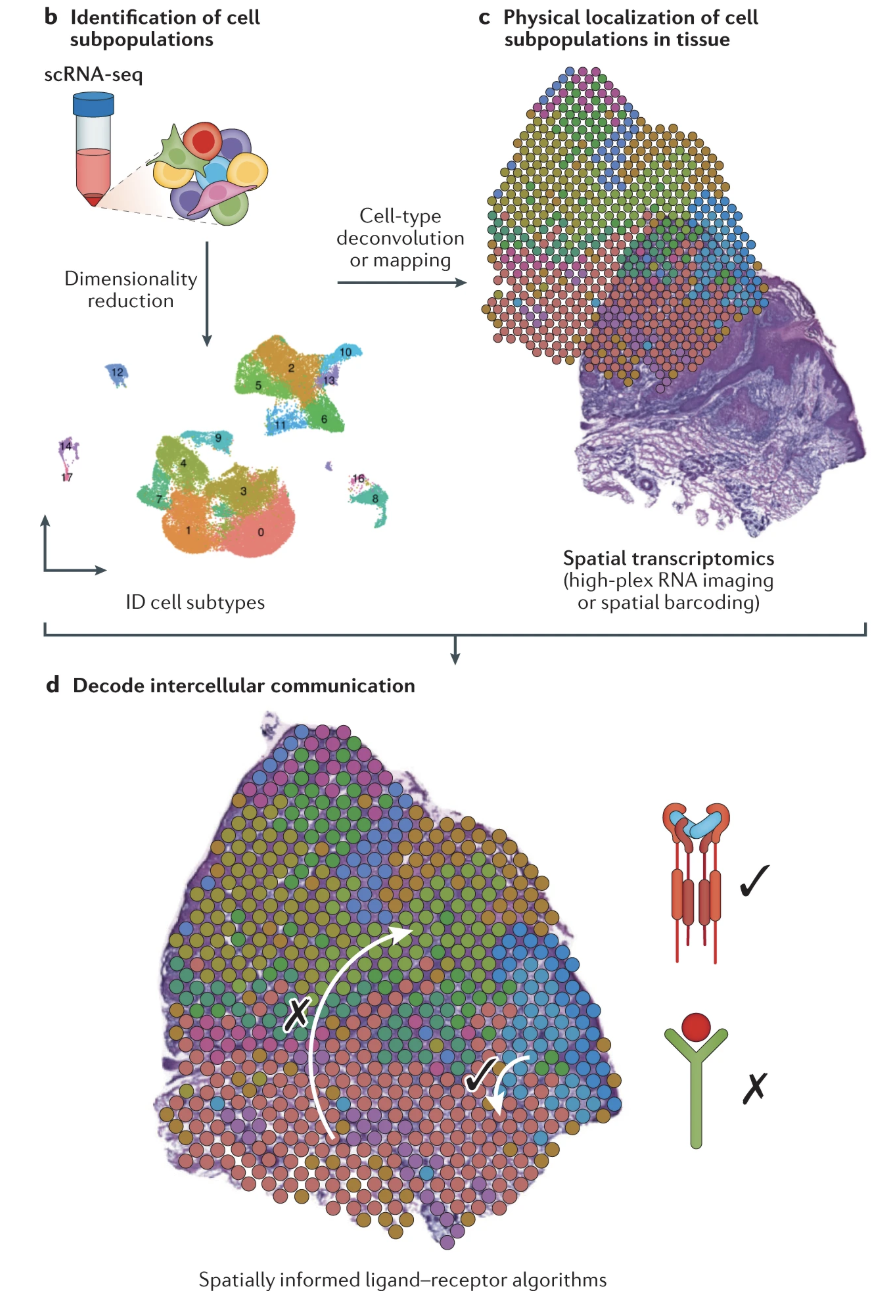 b Identification of cell
subpopulations
scRNA-seq
Dimensionality
reduction
Cell-type
deconvolution
or mapping
12
14
17
2
5
10
13
11
6
9
4
7
3
1
0
16
8
ID cell subtypes
c Physical localization of cell
subpopulations in tissue
Spatial transcriptomics
(high-plex RNA imaging
or spatial barcoding)
d Decode intercellular communication
✗
✓
✓
✗
Spatially informed ligand–receptor algorithms